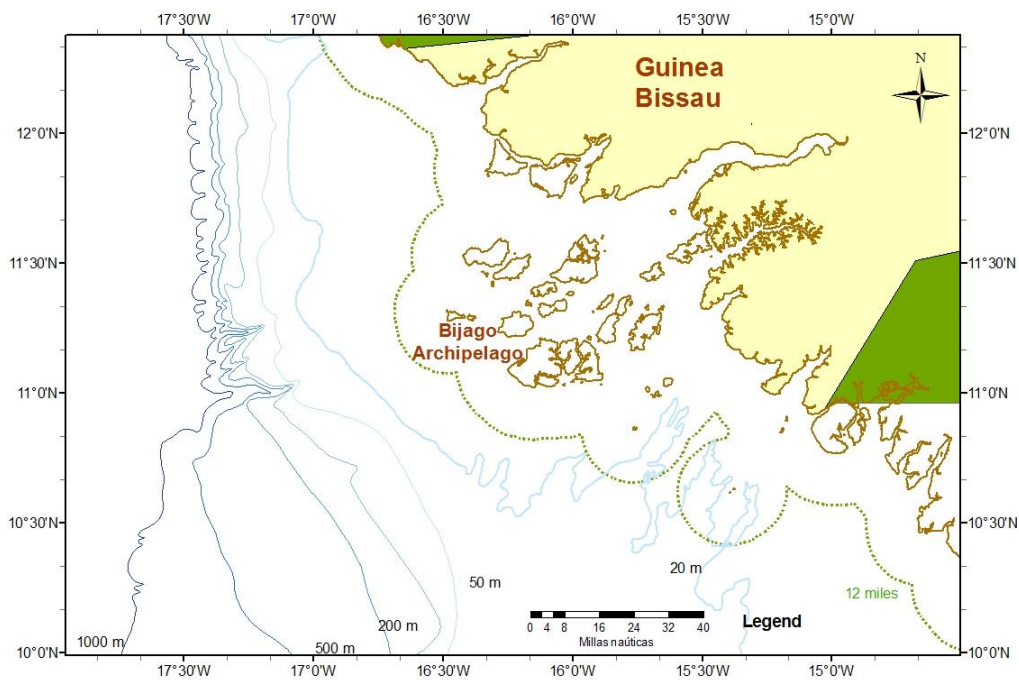 17°30'W 17°0'W 16°30'W 16°0'W 15°30'W 15°0'W
N
Guinea
Bissau
12°0'N 12°0'N
11°30'N 11°30'N
Bijago
Archipelago
11°0'N 11°0'N
10°30'N 10°30'N
50 m
20 m
12 miles
200 m
500 m
1000 m
0 4 8 16 24 32 40
Millas naúticas
Legend
10°0'N 10°0'N
17°30'W 17°0'W 16°30'W 16°0'W 15°30'W 15°0'W